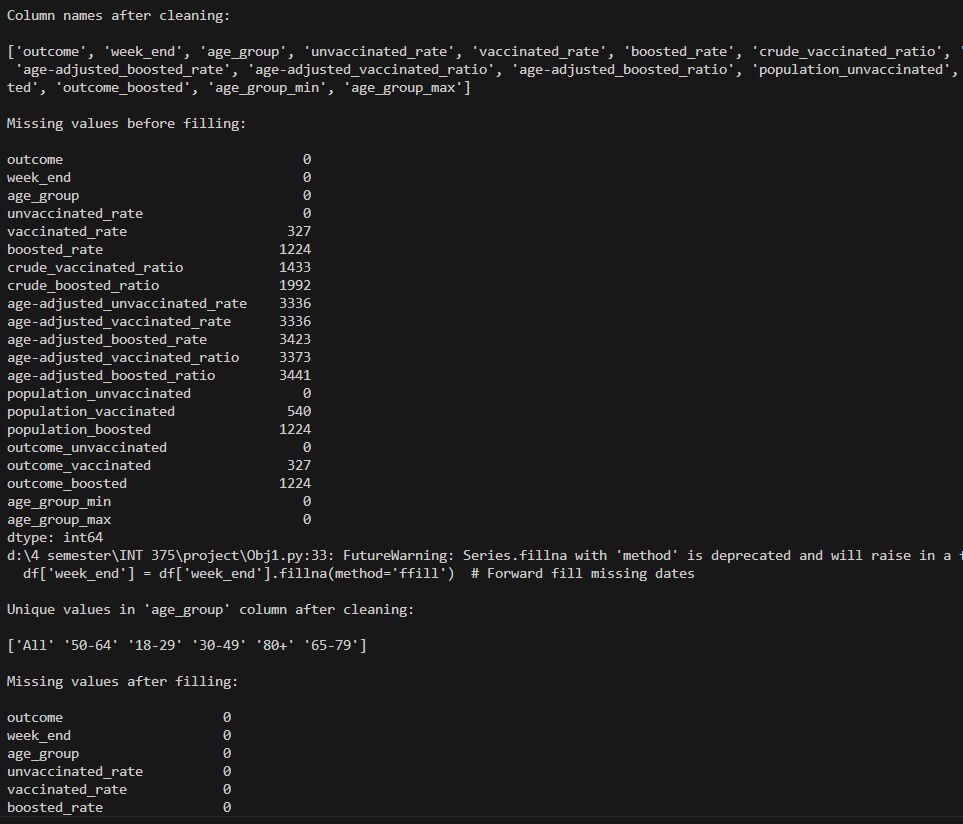 Column names after cleaning:
['outcome', 'week_end', 'age_group', 'unvaccinated_rate', 'vaccinated_rate', 'boosted_rate', 'crude_vaccinated_ratio', '
'age-adjusted_boosted_rate', 'age-adjusted_vaccinated_ratio', 'age-adjusted_boosted_ratio', 'population_unvaccinated',
ted', 'outcome_boosted', 'age_group_min', 'age_group_max']
Missing values before filling:
outcome 0
week_end 0
age_group 0
unvaccinated_rate 0
vaccinated_rate 327
boosted_rate 1224
crude_vaccinated_ratio 1433
crude_boosted_ratio 1992
age-adjusted_unvaccinated_rate 3336
age-adjusted_vaccinated_rate 3336
age-adjusted_boosted_rate 3423
age-adjusted_vaccinated_ratio 3373
age-adjusted_boosted_ratio 3441
population_unvaccinated 0
population_vaccinated 540
population_boosted 1224
outcome_unvaccinated 0
outcome_vaccinated 327
outcome_boosted 1224
age_group_min 0
age_group_max 0
dtype: int64
d:\4 semester\INT 375\project\Obj1.py:33: FutureWarning: Series.fillna with 'method' is deprecated and will raise in a
df['week_end'] = df['week_end'].fillna(method='ffill')  # Forward fill missing dates
Unique values in 'age_group' column after cleaning:
['All' '50-64' '18-29' '30-49' '80+' '65-79']
Missing values after filling:
outcome 0
week_end 0
age_group 0
unvaccinated_rate 0
vaccinated_rate 0
boosted_rate 0